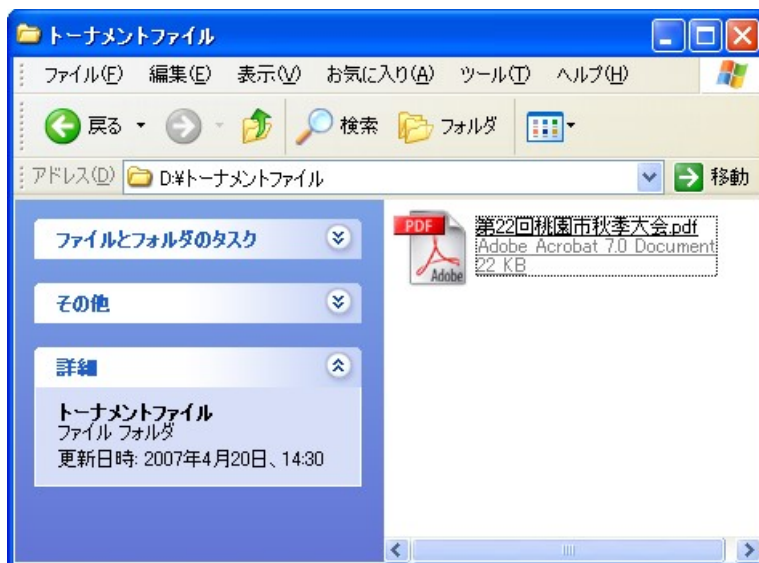 トーナメントファイル
ファイル(F) 編集(E) 表示(V) お気に入り(A) ツール(T) ヘルプ(H)
戻る 検索 フォルダ
アドレス(D) D:¥トーナメントファイル 移動
ファイルとフォルダのタスク
その他
詳細
トーナメントファイル
ファイル フォルダ
更新日時: 2007年4月20日、14:30
PDF
Adobe
第22回桃園市秋季大会.pdf
Adobe Acrobat 7.0 Document
22 KB